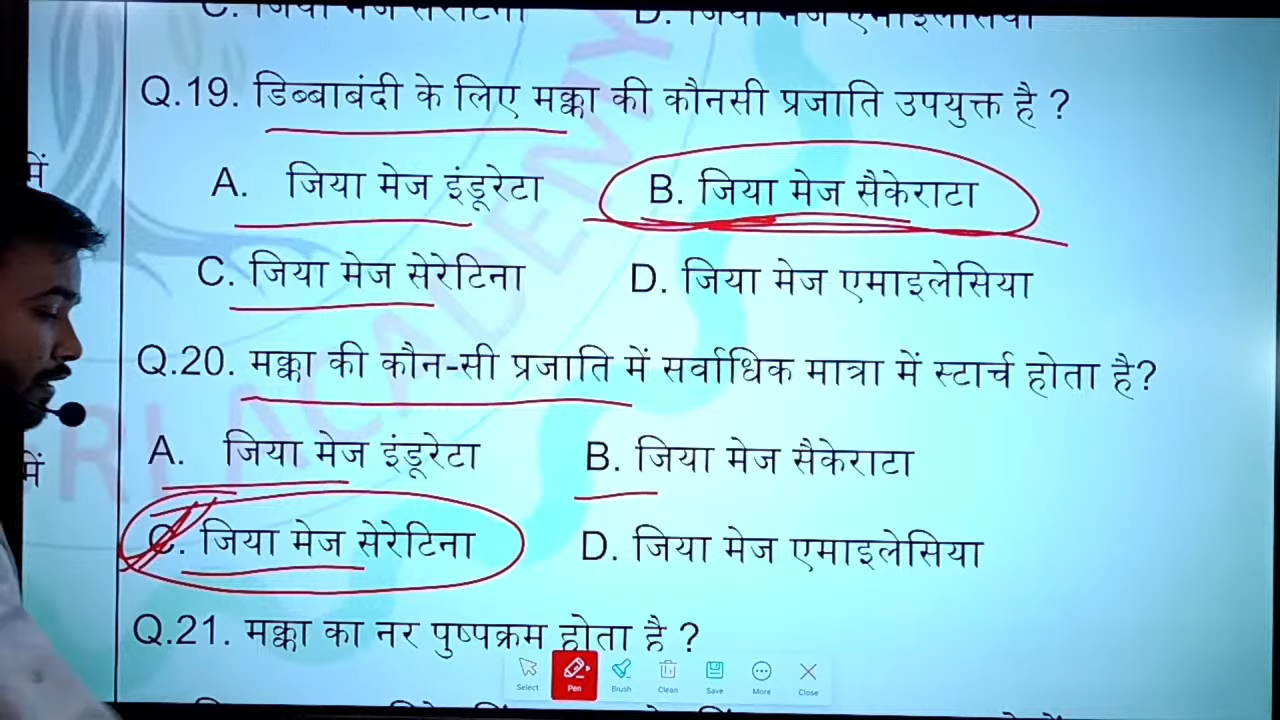 Q.19. डिब्बाबंदी के लिए मक्का की कौनसी प्रजाति उपयुक्त है ?
में
A. जिया मेज इंडूरेटा B. जिया मेज सैकेराटा
C. जिया मेज सेरेटिना D. जिया मेज एमाइलेसिया
Q.20. मक्का की कौन-सी प्रजाति में सर्वाधिक मात्रा में स्टार्च होता है?
A. जिया मेज इंडूरेटा B. जिया मेज सैकेराटा
में
C. जिया मेज सेरेटिना D. जिया मेज एमाइलेसिया
Q.21. मक्का का नर पुष्पक्रम होता है ?
Select Pen Brush Clean Save More Close
ACADEMY